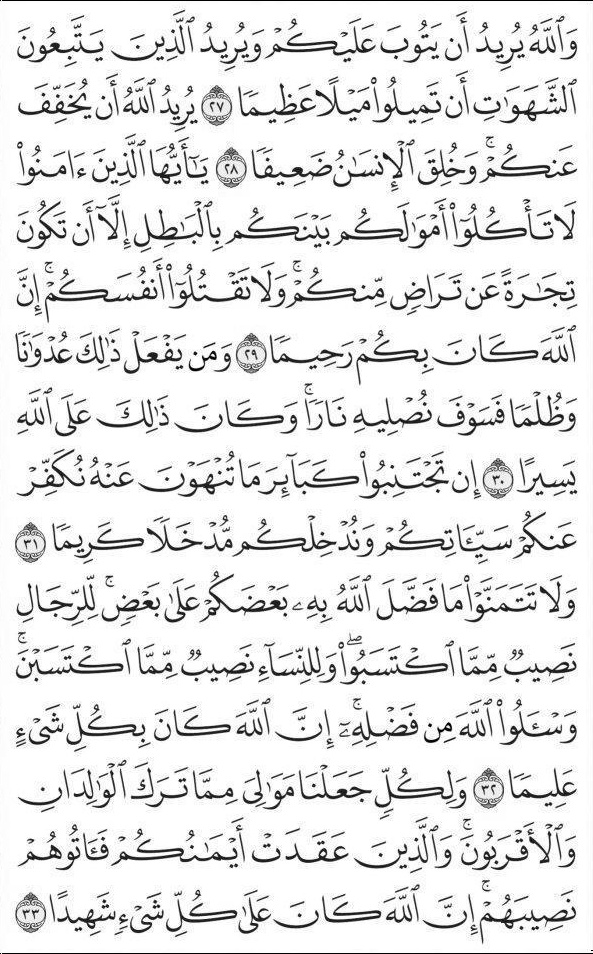 وَٱللَّهُ يُرِيدُ أَن يَتُوبَ عَلَيۡكُمۡ وَيُرِيدُ ٱلَّذِينَ يَتَّبِعُونَ
ٱلشَّهَوَٰتِ أَن تَمِيلُواْ مَيۡلًا عَظِيمٗا ٢٧ يُرِيدُ ٱللَّهُ أَن يُخَفِّفَ
عَنكُمۡۚ وَخُلِقَ ٱلۡإِنسَٰنُ ضَعِيفٗا ٢٨ يَٰٓأَيُّهَا ٱلَّذِينَ ءَامَنُواْ
لَا تَأۡكُلُوٓاْ أَمۡوَٰلَكُم بَيۡنَكُم بِٱلۡبَٰطِلِ إِلَّآ أَن تَكُونَ
تِجَٰرَةً عَن تَرَاضٖ مِّنكُمۡۚ وَلَا تَقۡتُلُوٓاْ أَنفُسَكُمۡۚ إِنَّ
ٱللَّهَ كَانَ بِكُمۡ رَحِيمٗا ٢٩ وَمَن يَفۡعَلۡ ذَٰلِكَ عُدۡوَٰنٗا
وَظُلۡمٗا فَسَوۡفَ نُصۡلِيهِ نَارٗاۚ وَكَانَ ذَٰلِكَ عَلَى ٱللَّهِ
يَسِيرًا ٣٠ إِن تَجۡتَنِبُواْ كَبَآئِرَ مَا تُنۡهَوۡنَ عَنۡهُ نُكَفِّرۡ
عَنكُمۡ سَيِّـَٔاتِكُمۡ وَنُدۡخِلۡكُم مُّدۡخَلٗا كَرِيمٗا ٣١
وَلَا تَتَمَنَّوۡاْ مَا فَضَّلَ ٱللَّهُ بِهِۦ بَعۡضَكُمۡ عَلَىٰ بَعۡضٖۚ لِّلرِّجَالِ
نَصِيبٞ مِّمَّا ٱكۡتَسَبُواْۖ وَلِلنِّسَآءِ نَصِيبٞ مِّمَّا ٱكۡتَسَبۡنَۚ
وَسۡـَٔلُواْ ٱللَّهَ مِن فَضۡلِهِۦٓۚ إِنَّ ٱللَّهَ كَانَ بِكُلِّ شَيۡءٍ
عَلِيمٗا ٣٢ وَلِكُلّٖ جَعَلۡنَا مَوَٰلِيَ مِمَّا تَرَكَ ٱلۡوَٰلِدَانِ
وَٱلۡأَقۡرَبُونَۚ وَٱلَّذِينَ عَقَدَتۡ أَيۡمَٰنُكُمۡ فَـَٔاتُوهُمۡ
نَصِيبَهُمۡۚ إِنَّ ٱللَّهَ كَانَ عَلَىٰ كُلِّ شَيۡءٖ شَهِيدًا ٣٣